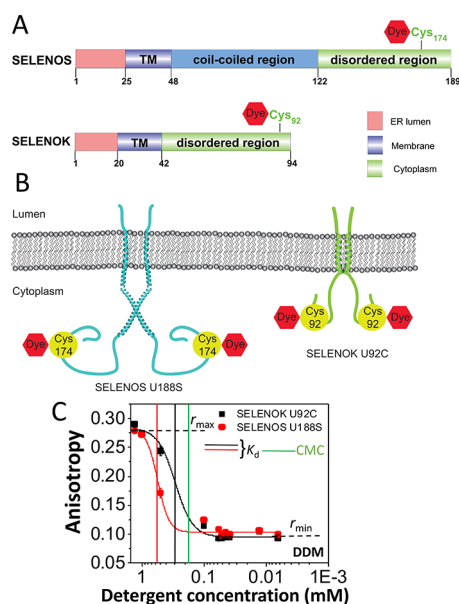 A
Dye Cys174
SELENOS TM coil-coiled region disordered region
1 25 48 122 189
Dye Cys92
SELENOK TM disordered region
1 20 42 94
ER lumen
Membrane
Cytoplasm
B
Lumen
Cytoplasm
Dye Cys 174 Cys 174 Dye
SELENOS U188S
Dye Cys 92 Cys 92 Dye
SELENOK U92C
C
0.30 rmax SELENOK U92C
SELENOS U188S
0.25 }Kd CMC
0.20
0.15
0.10 rmin
0.05 DDM
Anisotropy
1 0.1 0.01 1E-3
Detergent concentration (mM)